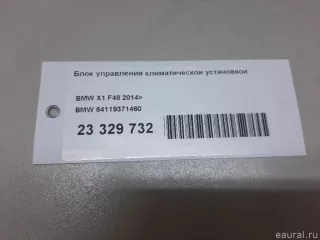 Блок управления климатической установкой
BMW X1 F48 2014>
BMW 64119371460
23 329 732
eaural.ru